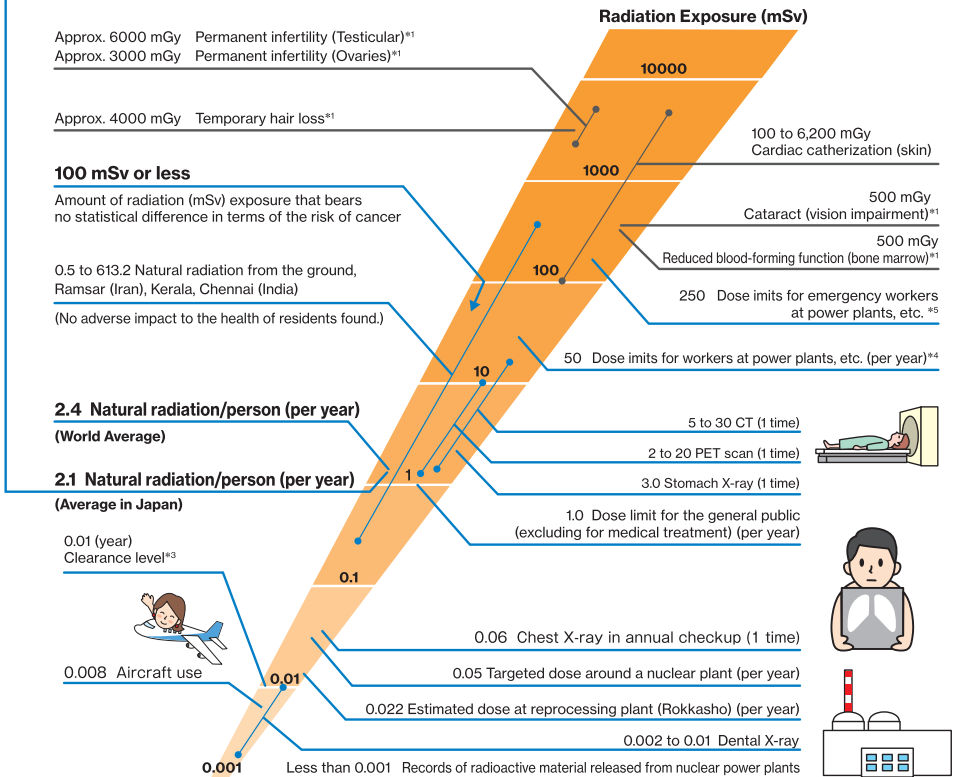 Radiation Exposure (mSv)
Approx. 6000 mGy Permanent infertility (Testicular)*1
Approx. 3000 mGy Permanent infertility (Ovaries)*1
10000
Approx. 4000 mGy Temporary hair loss*1
100 to 6,200 mGy
Cardiac catherization (skin)
1000
100 mSv or less
Amount of radiation (mSv) exposure that bears
no statistical difference in terms of the risk of cancer
500 mGy
Cataract (vision impairment)*1
500 mGy
Reduced blood-forming function (bone marrow)*1
100
0.5 to 613.2 Natural radiation from the ground,
Ramsar (Iran), Kerala, Chennai (India)
(No adverse impact to the health of residents found.)
250 Dose imits for emergency workers
at power plants, etc. *5
50 Dose imits for workers at power plants, etc. (per year)*4
10
2.4 Natural radiation/person (per year)
(World Average)
5 to 30 CT (1 time)
2 to 20 PET scan (1 time)
2.1 Natural radiation/person (per year)
(Average in Japan)
1
3.0 Stomach X-ray (1 time)
1.0 Dose limit for the general public
(excluding for medical treatment) (per year)
0.01 (year)
Clearance level*3
0.1
0.06 Chest X-ray in annual checkup (1 time)
0.008 Aircraft use
0.05 Targeted dose around a nuclear plant (per year)
0.01
0.022 Estimated dose at reprocessing plant (Rokkasho) (per year)
0.002 to 0.01 Dental X-ray
0.001
Less than 0.001 Records of radioactive material released from nuclear power plants